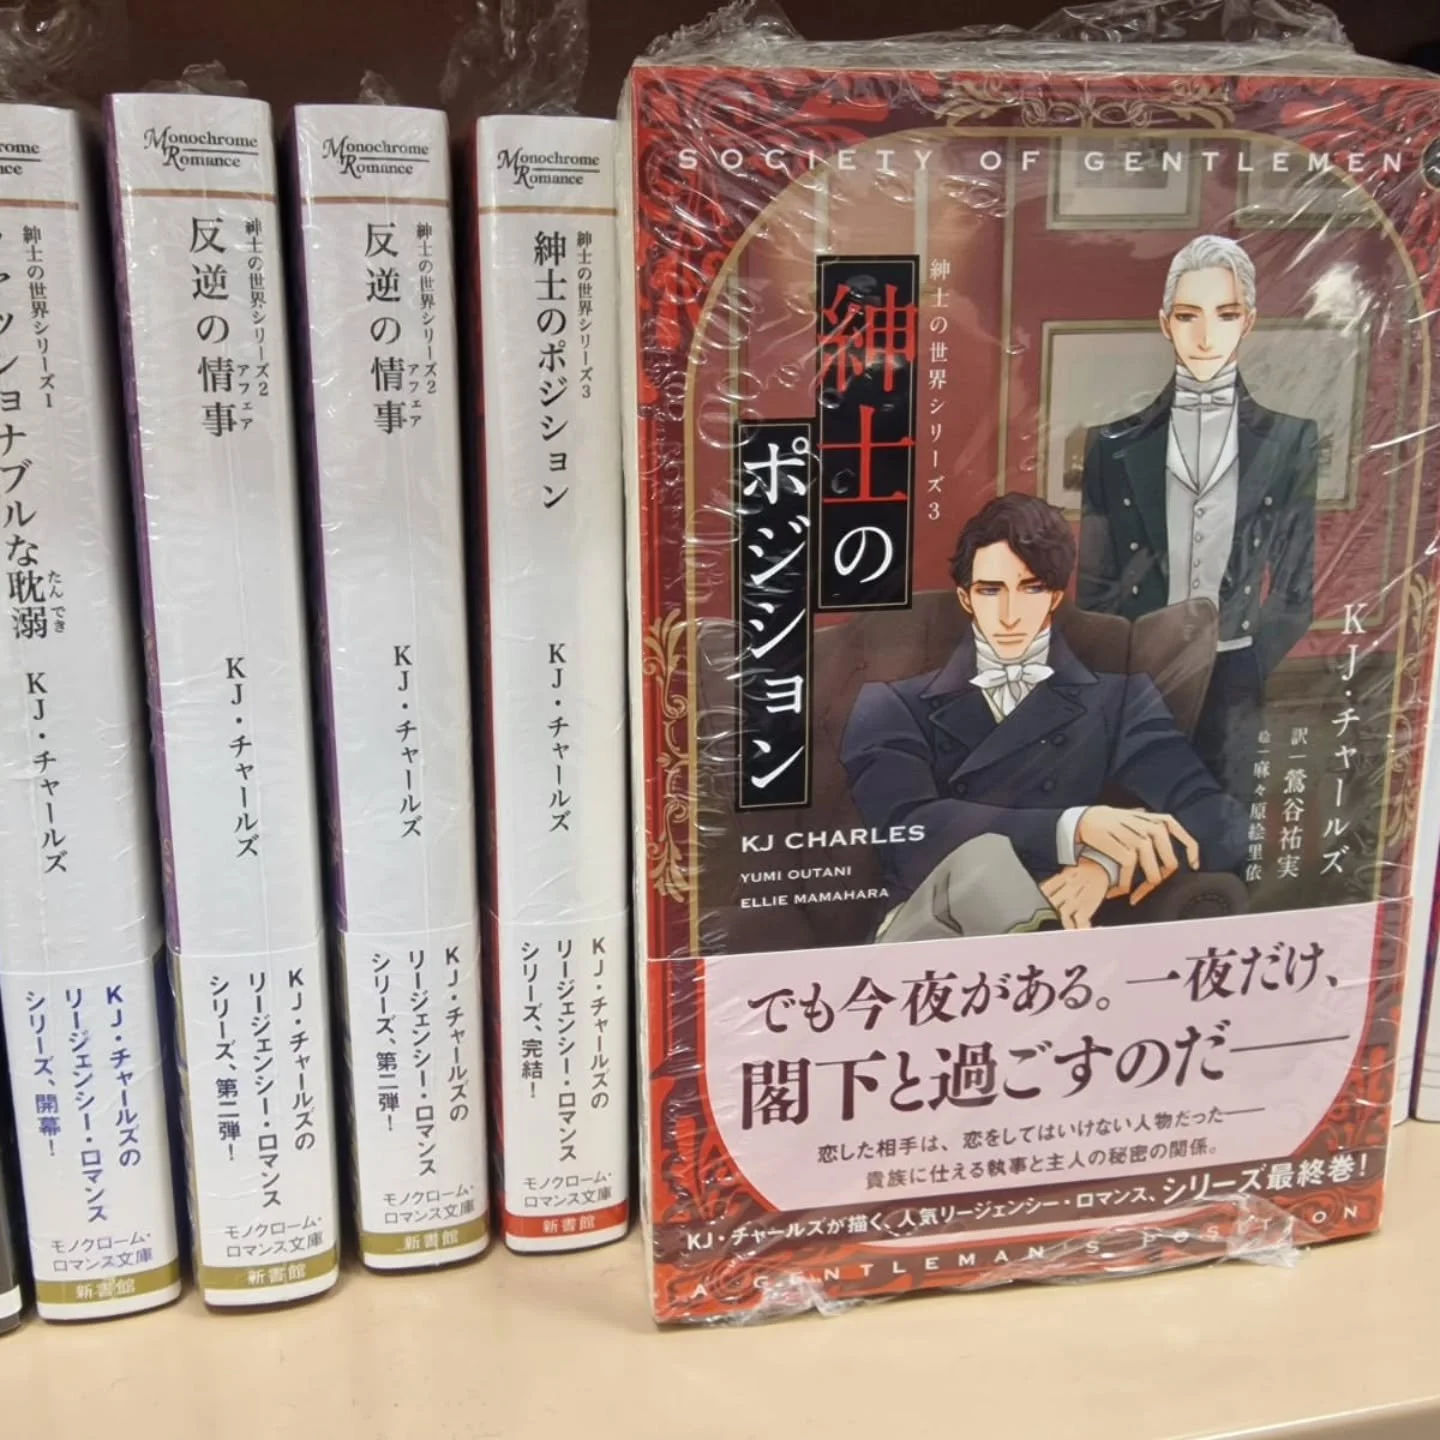 rome
ce
紳士の世界シリーズ1
ァッショナブルな耽溺
たんでき
KJ・チャールズ
KJ・チャールズの
リージェンシー・ロマンス
シリーズ、開幕！
モノクローム・
ロマンス文庫
新書館
Monochrome
Romance
紳士の世界シリーズ2
反逆の情事
アフェア
KJ・チャールズ
KJ・チャールズの
リージェンシー・ロマンス
シリーズ、第二弾！
モノクローム・
ロマンス文庫
新書館
Monochrome
Romance
紳士の世界シリーズ2
反逆の情事
アフェア
KJ・チャールズ
KJ・チャールズの
リージェンシー・ロマンス
シリーズ、第二弾！
モノクローム・
ロマンス文庫
新書館
Monochrome
Romance
紳士の世界シリーズ3
紳士のポジション
KJ・チャールズ
KJ・チャールズの
リージェンシー・ロマンス
シリーズ、完結！
モノクローム・
ロマンス文庫
新書館
SOCIETY OF GENTLEMEN
紳士の世界シリーズ3
紳士の
ポジション
KJ・チャールズ
訳｜鶯谷祐実
絵｜麻々原絵里依
KJ CHARLES
YUMI OUTANI
ELLIE MAMAHARA
でも今夜がある。一夜だけ、
閣下と過ごすのだ――
恋した相手は、恋をしてはいけない人物だった――
貴族に仕える執事と主人の秘密の関係。
KJ・チャールズが描く、人気リージェンシー・ロマンス、シリーズ最終巻！
A GENTLEMAN'S POSITION